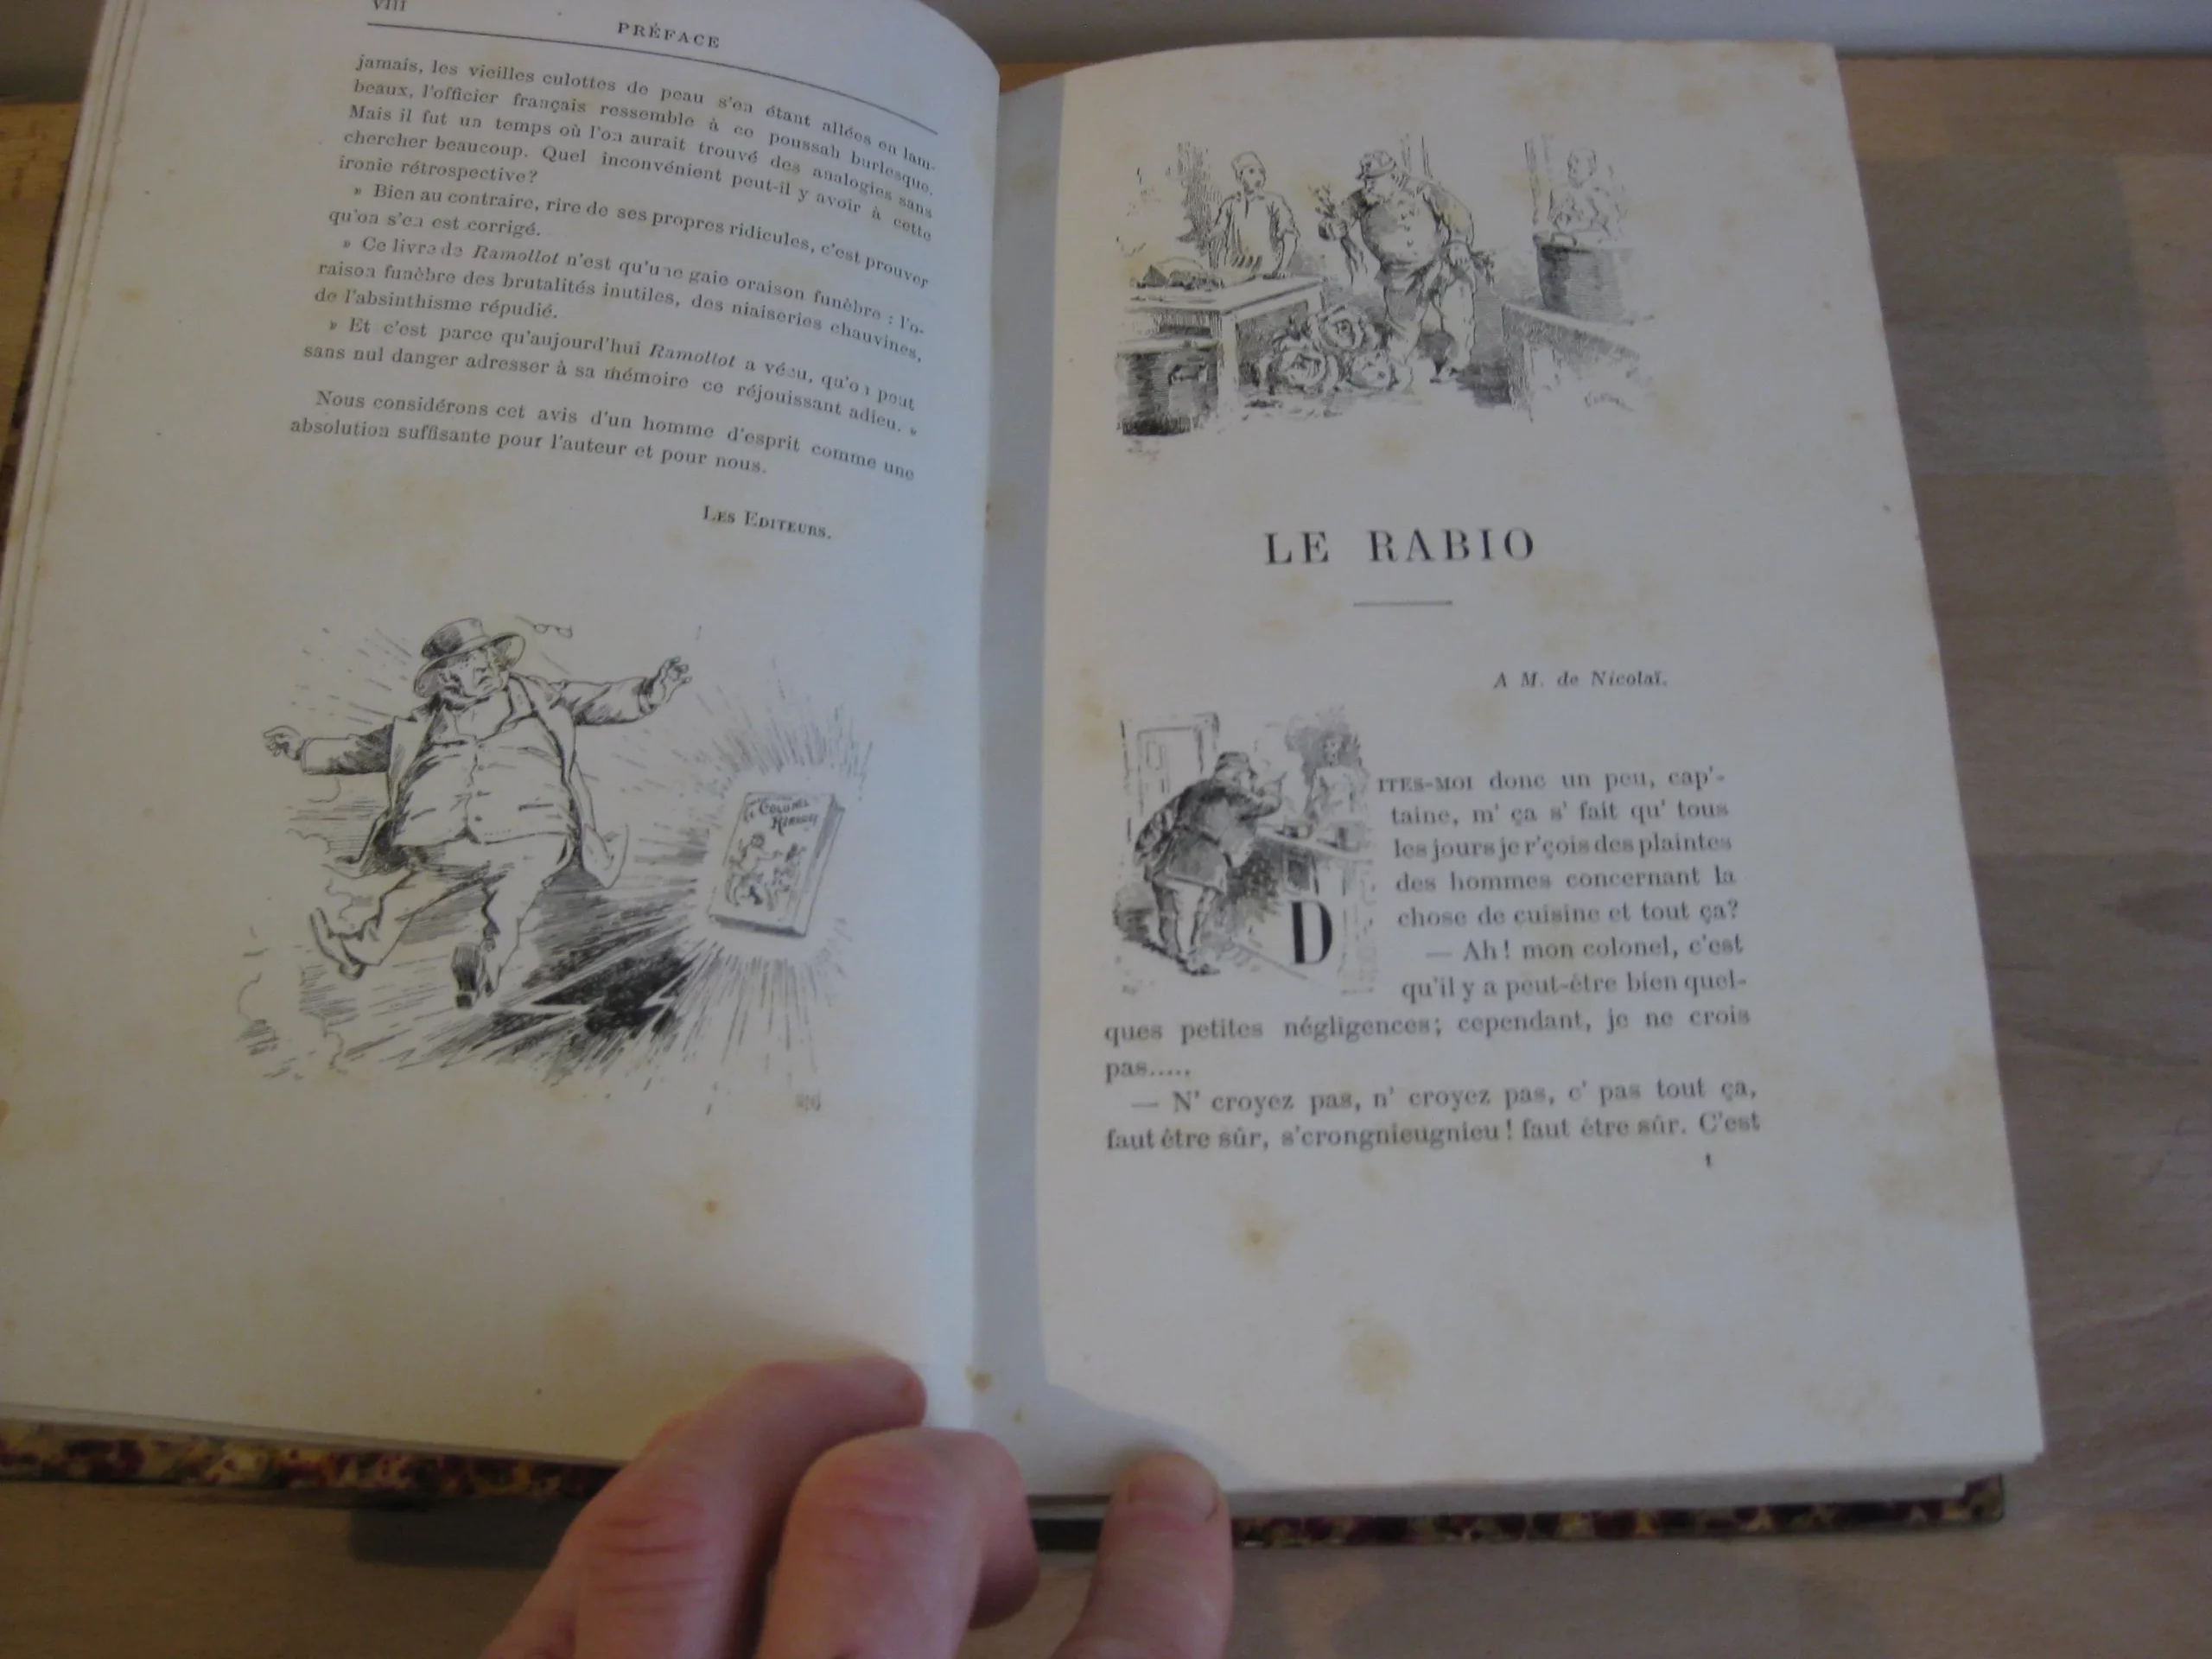 VIII
PRÉFACE
jamais, les vieilles culottes de peau s'en étant allées en lam-
beaux, l'officier français ressemble à ce poussah burlesque.
Mais il fut un temps où l'on aurait trouvé des analogies sans
chercher beaucoup. Quel inconvénient peut-il y avoir à cette
ironie rétrospective?
» Bien au contraire, rire de ses propres ridicules, c'est prouver
qu'on s'en est corrigé.
» Ce livre de Ramollot n'est qu'une gaie oraison funèbre : l'o-
raison funèbre des brutalités inutiles, des niaiseries chauvines,
de l'absinthisme répudié.
» Et c'est parce qu'aujourd'hui Ramollot a vécu, qu'on peut
sans nul danger adresser à sa mémoire ce réjouissant adieu. »
Nous considérons cet avis d'un homme d'esprit comme une
absolution suffisante pour l'auteur et pour nous.
LES EDITEURS.
LE COLONEL
LE RABIO
A M. de Nicolaï.
DITES-MOI donc un peu, cap'-
taine, m' ça s' fait qu' tous
les jours je r'çois des plaintes
des hommes concernant la
chose de cuisine et tout ça?
— Ah! mon colonel, c'est
qu'il y a peut-être bien quel-
ques petites négligences; cependant, je ne crois
pas.....
— N' croyez pas, n' croyez pas, c' pas tout ça,
faut être sûr, s'crongnieugnieu! faut être sûr. C'est
1